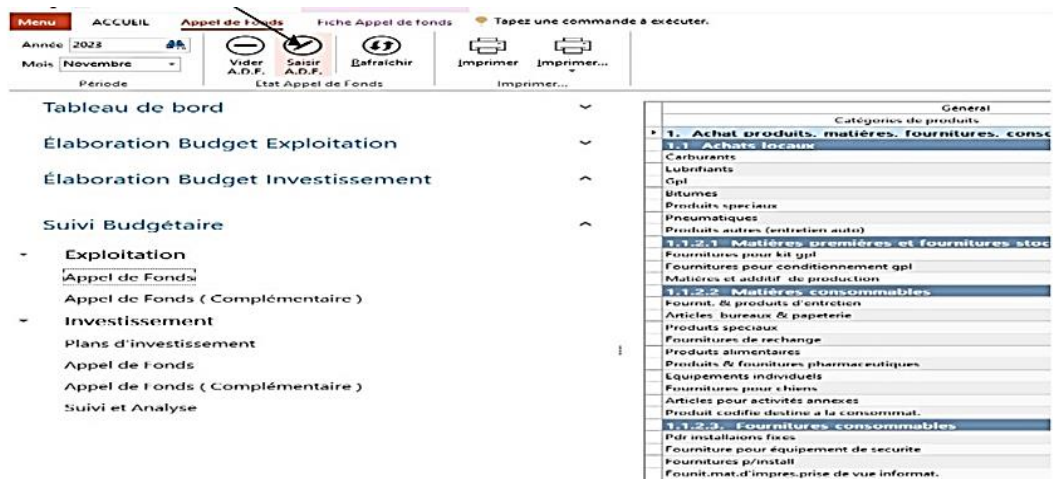 Menu ACCUEIL Appel de Fonds Fiche Appel de fonds Tapez une commande à exécuter.
Année 2023
Mois Novembre
Vider A.D.F. Saisir A.D.F. Rafraîchir Imprimer Imprimer...
Période Etat Appel de Fonds Imprimer...
Tableau de bord
Élaboration Budget Exploitation
Élaboration Budget Investissement
Suivi Budgétaire
Exploitation
Appel de Fonds
Appel de Fonds ( Complémentaire )
Investissement
Plans d'investissement
Appel de Fonds
Appel de Fonds ( Complémentaire )
Suivi et Analyse
General
Catégories de produits
1. Achat produits, matières, fournitures, conso
1.1 Achats locaux
Carburants
Lubrifiants
Gpl
Bitumes
Produits speciaux
Pneumatiques
Produits autres (entretien auto)
1.1.2.1 Matières premières et fournitures stoc
Fournitures pour kit gpl
Fournitures pour conditionnement gpl
Matières et additif de production
1.1.2.2 Matières consommables
Fournit. & produits d'entretien
Articles bureaux & papeterie
Produits speciaux
Fournitures de rechange
Produits alimentaires
Produits & founitures pharmaceutiques
Equipements individuels
Fournitures pour chiens
Articles pour activités annexes
Produit codifie destine a la consommat.
1.1.2.3. Fournitures consommables
Pdr installaions fixes
Fourniture pour équipement de securite
Fournitures p/install
Founit.mat.d'impres.prise de vue informat.